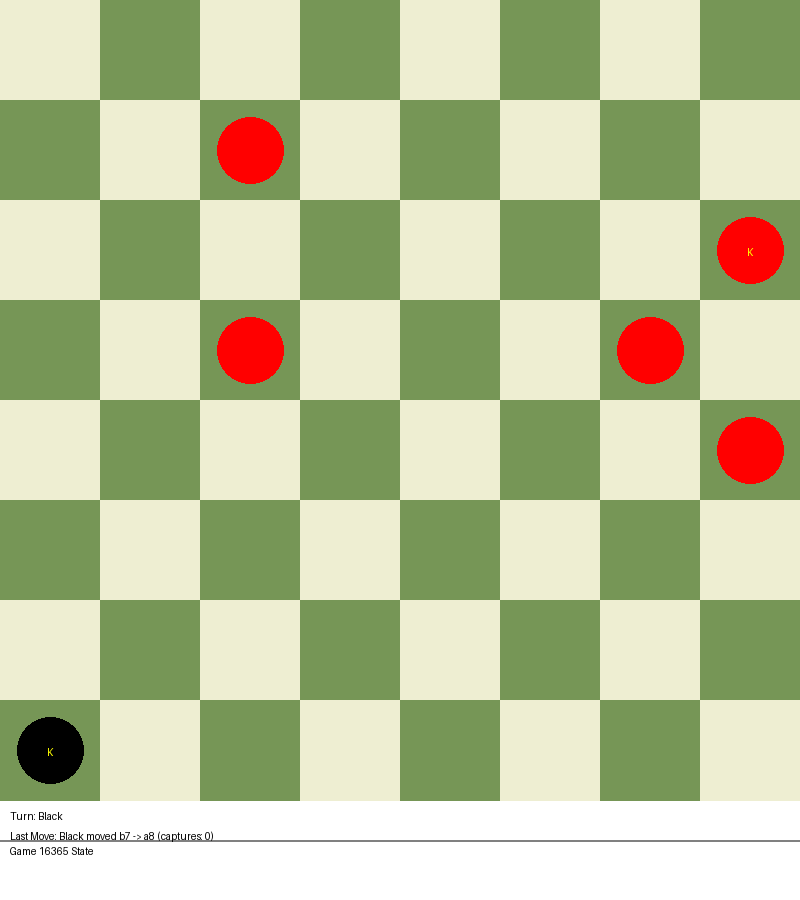 K
K
Turn: Black
Last Move: Black moved b7 -> a8 (captures: 0)
Game 16365 State